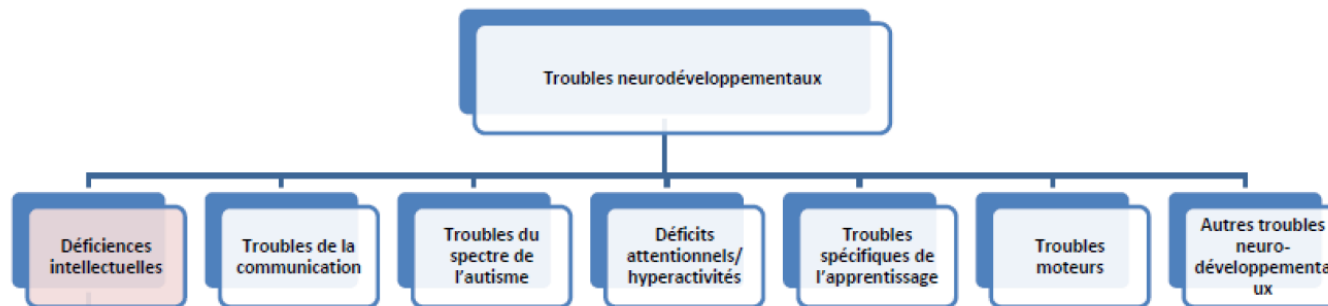 Troubles neurodéveloppementaux
Déficiences
intellectuelles
Troubles de la
communication
Troubles du
spectre de
l'autisme
Déficits
attentionnels/
hyperactivités
Troubles
spécifiques de
l'apprentissage
Troubles
moteurs
Autres troubles
neuro-
développementa
ux